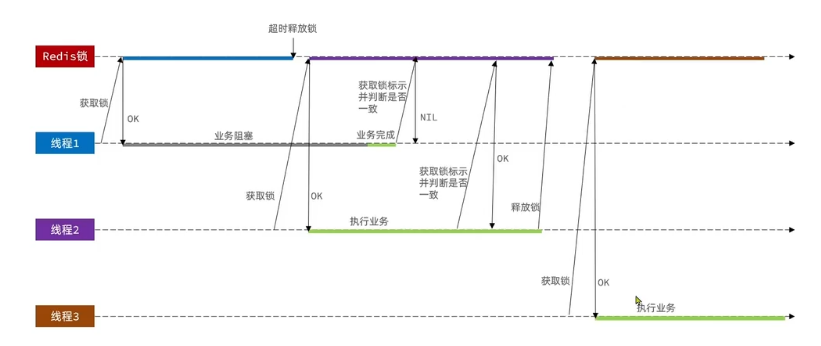 超时释放锁
Redis锁
获取锁
OK
获取锁标示
并判断是否
一致
NIL
线程1
业务阻塞
业务完成
获取锁
OK
获取锁标示
并判断是否
一致
OK
释放锁
线程2
执行业务
获取锁
OK
线程3
执行业务